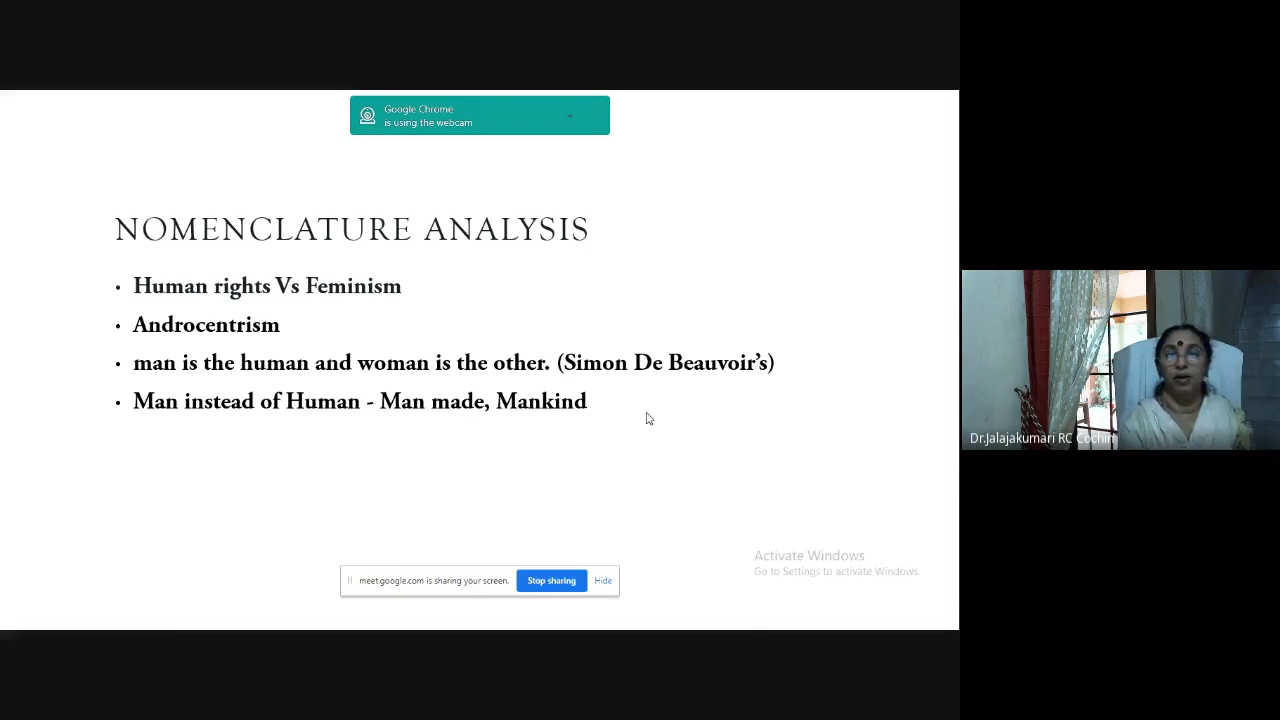 Google Chrome
is using the webcam
NOMENCLATURE ANALYSIS
• Human rights Vs Feminism
• Androcentrism
• man is the human and woman is the other. (Simon De Beauvoir’s)
• Man instead of Human - Man made, Mankind
Dr.Jalajakumari RC Cochin
Activate Windows
Go to Settings to activate Windows.
meet.google.com is sharing your screen. Stop sharing Hide